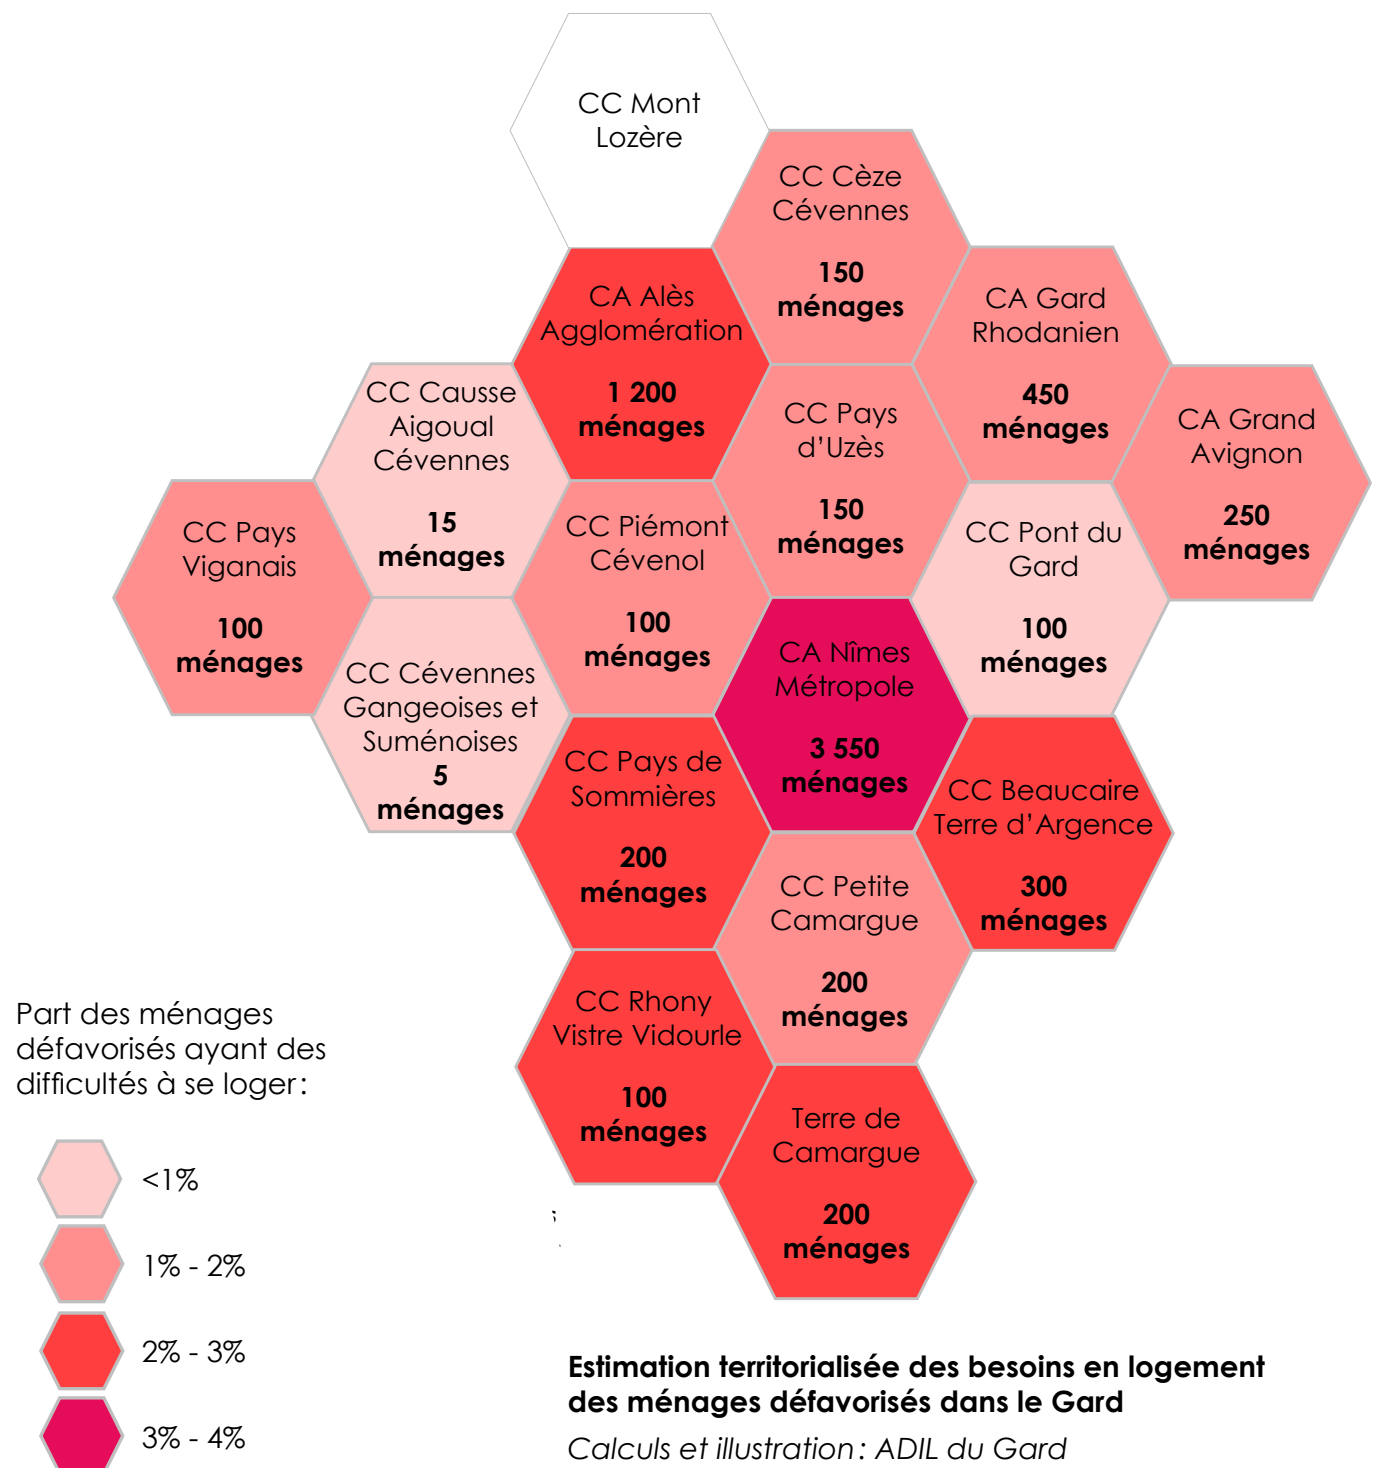 CC Mont
Lozère
CC Cèze
Cévennes
150
ménages
CA Alès
Agglomération
1 200
ménages
CA Gard
Rhodanien
450
ménages
CC Causse
Aigoual
Cévennes
15
ménages
CC Pays
d’Uzès
150
ménages
CA Grand
Avignon
250
ménages
CC Pays
Viganais
100
ménages
CC Piémont
Cévenol
100
ménages
CC Pont du
Gard
100
ménages
CC Cévennes
Gangeoises et
Suménoises
5
ménages
CA Nîmes
Métropole
3 550
ménages
CC Pays de
Sommières
200
ménages
CC Beaucaire
Terre d’Argence
300
ménages
CC Petite
Camargue
200
ménages
CC Rhony
Vistre Vidourle
100
ménages
Terre de
Camargue
200
ménages
Part des ménages
défavorisés ayant des
difficultés à se loger :
<1%
1% - 2%
2% - 3%
3% - 4%
Estimation territorialisée des besoins en logement
des ménages défavorisés dans le Gard
Calculs et illustration : ADIL du Gard